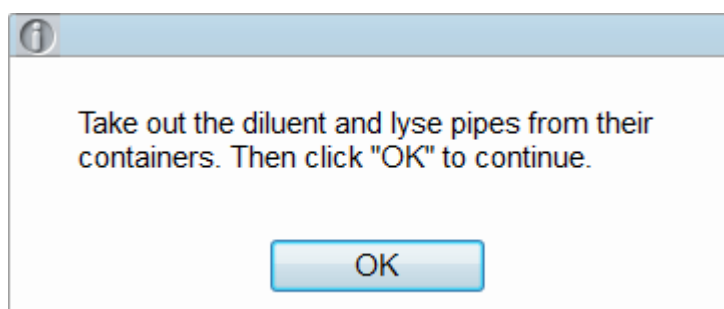 Take out the diluent and lyse pipes from their
containers. Then click "OK" to continue.
OK